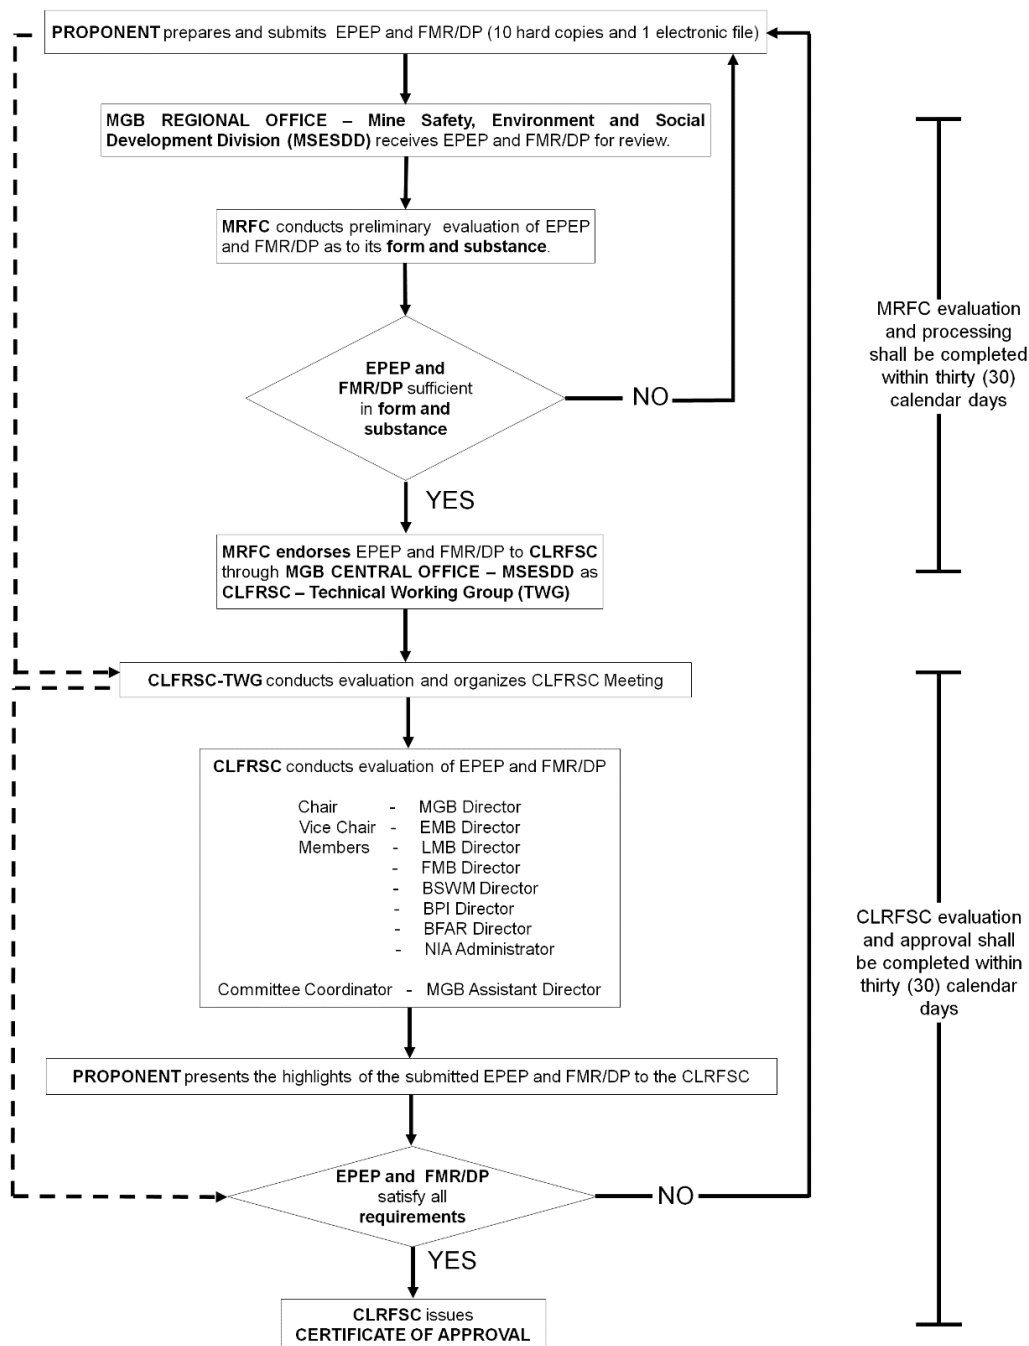 PROPONENT prepares and submits EPEP and FMR/DP (10 hard copies and 1 electronic file)
MGB REGIONAL OFFICE – Mine Safety, Environment and Social
Development Division (MSESDD) receives EPEP and FMR/DP for review.
MRFC conducts preliminary evaluation of EPEP
and FMR/DP as to its form and substance.
EPEP and
FMR/DP sufficient
in form and
substance
NO
YES
MRFC evaluation
and processing
shall be completed
within thirty (30)
calendar days
MRFC endorses EPEP and FMR/DP to CLRFSC
through MGB CENTRAL OFFICE – MSESDD as
CLFRSC – Technical Working Group (TWG)
CLFRSC-TWG conducts evaluation and organizes CLFRSC Meeting
CLFRSC conducts evaluation of EPEP and FMR/DP
Chair - MGB Director
Vice Chair - EMB Director
Members - LMB Director
- FMB Director
- BSWM Director
- BPI Director
- BFAR Director
- NIA Administrator
Committee Coordinator - MGB Assistant Director
CLRFSC evaluation
and approval shall
be completed within
thirty (30) calendar
days
PROPONENT presents the highlights of the submitted EPEP and FMR/DP to the CLRFSC
EPEP and FMR/DP
satisfy all
requirements
NO
YES
CLRFSC issues
CERTIFICATE OF APPROVAL